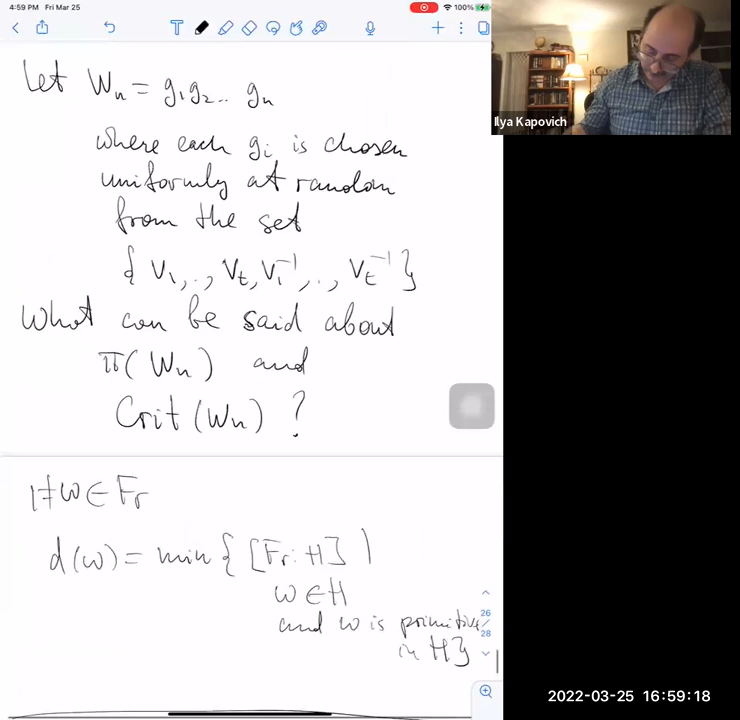 4:59 PM Fri Mar 25
100%
Let Wn = g1g2.. gn
where each gi is chosen
uniformly at random
from the set
{ V1,.., Vt, V1^-1,.., Vt^-1 }
What can be said about
π(Wn) and
Crit(Wn) ?
1≠w∈Fr
d(w) = min{ [Fr:H] |
w∈H
and w is primitive
in H}
26
28
Ilya Kapovich
2022-03-25 16:59:18